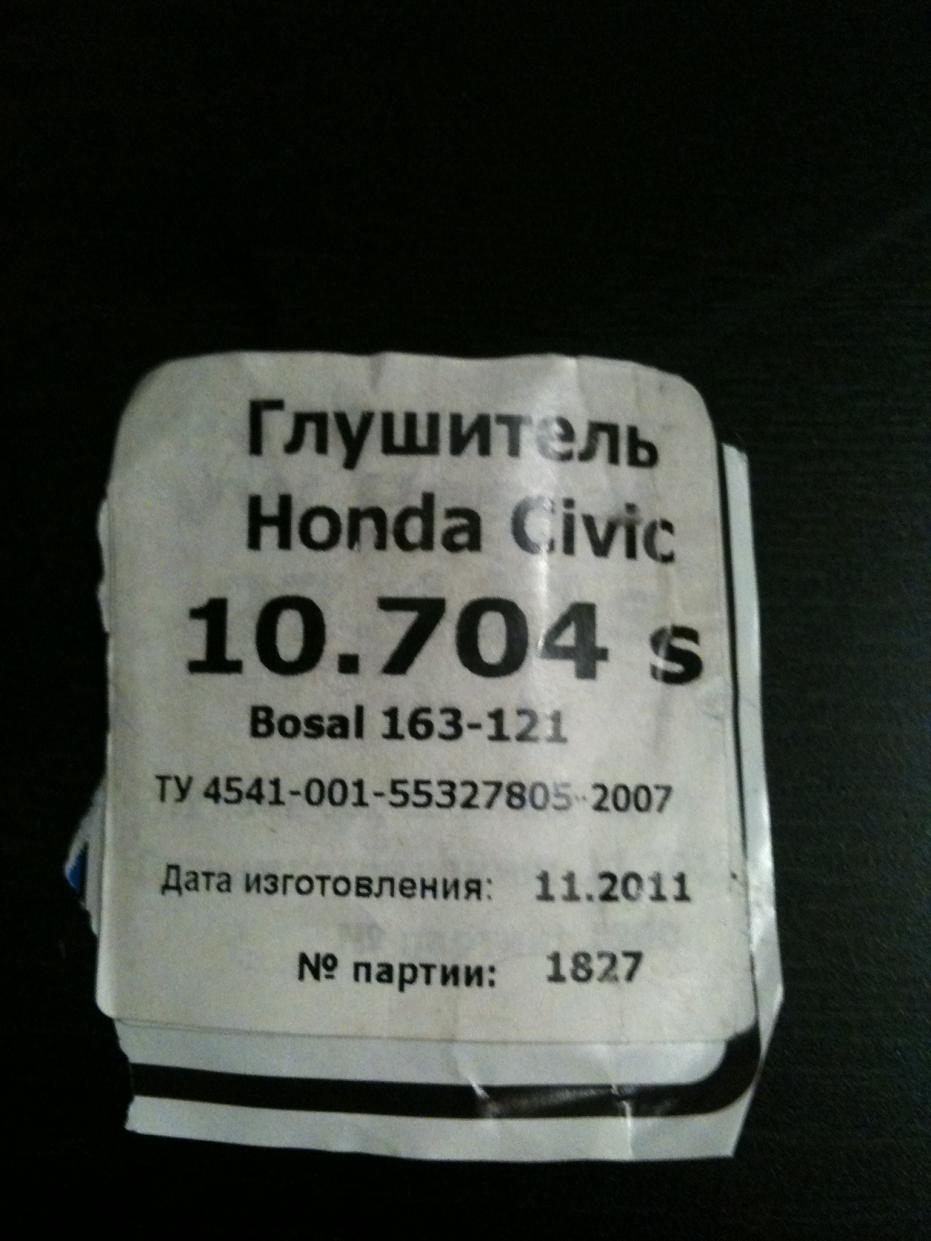 Глушитель
Honda Civic
10.704 s
Bosal 163-121
ТУ 4541-001-55327805-2007
Дата изготовления: 11.2011
№ партии: 1827